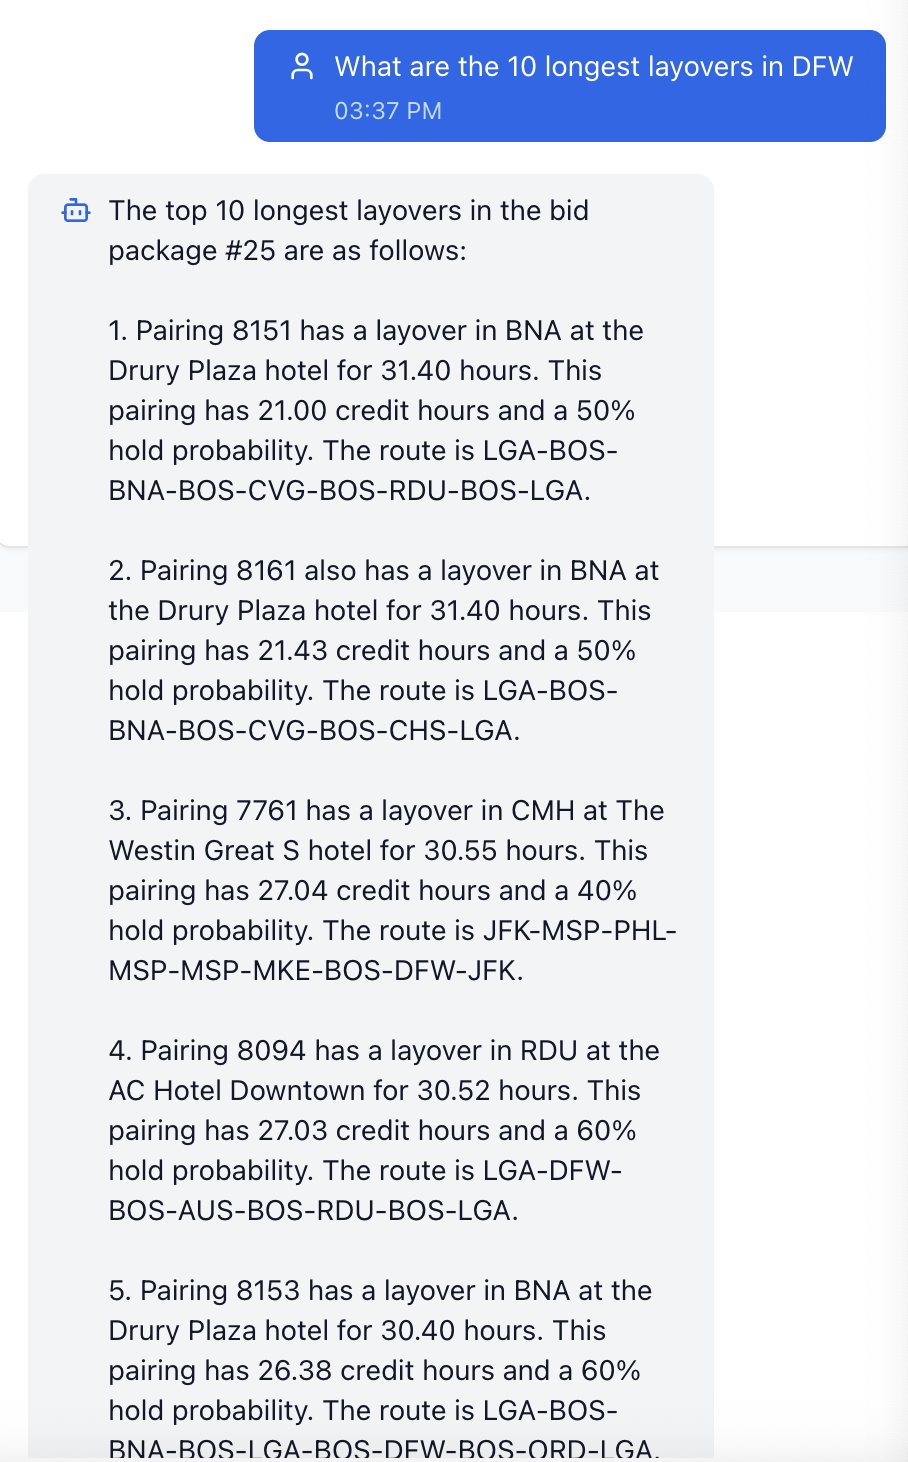 What are the 10 longest layovers in DFW
03:37 PM
The top 10 longest layovers in the bid
package #25 are as follows:
1. Pairing 8151 has a layover in BNA at the
Drury Plaza hotel for 31.40 hours. This
pairing has 21.00 credit hours and a 50%
hold probability. The route is LGA-BOS-
BNA-BOS-CVG-BOS-RDU-BOS-LGA.
2. Pairing 8161 also has a layover in BNA at
the Drury Plaza hotel for 31.40 hours. This
pairing has 21.43 credit hours and a 50%
hold probability. The route is LGA-BOS-
BNA-BOS-CVG-BOS-CHS-LGA.
3. Pairing 7761 has a layover in CMH at The
Westin Great S hotel for 30.55 hours. This
pairing has 27.04 credit hours and a 40%
hold probability. The route is JFK-MSP-PHL-
MSP-MSP-MKE-BOS-DFW-JFK.
4. Pairing 8094 has a layover in RDU at the
AC Hotel Downtown for 30.52 hours. This
pairing has 27.03 credit hours and a 60%
hold probability. The route is LGA-DFW-
BOS-AUS-BOS-RDU-BOS-LGA.
5. Pairing 8153 has a layover in BNA at the
Drury Plaza hotel for 30.40 hours. This
pairing has 26.38 credit hours and a 60%
hold probability. The route is LGA-BOS-
BNA-BOS-LGA-BOS-DFW-BOS-ORD-LGA.